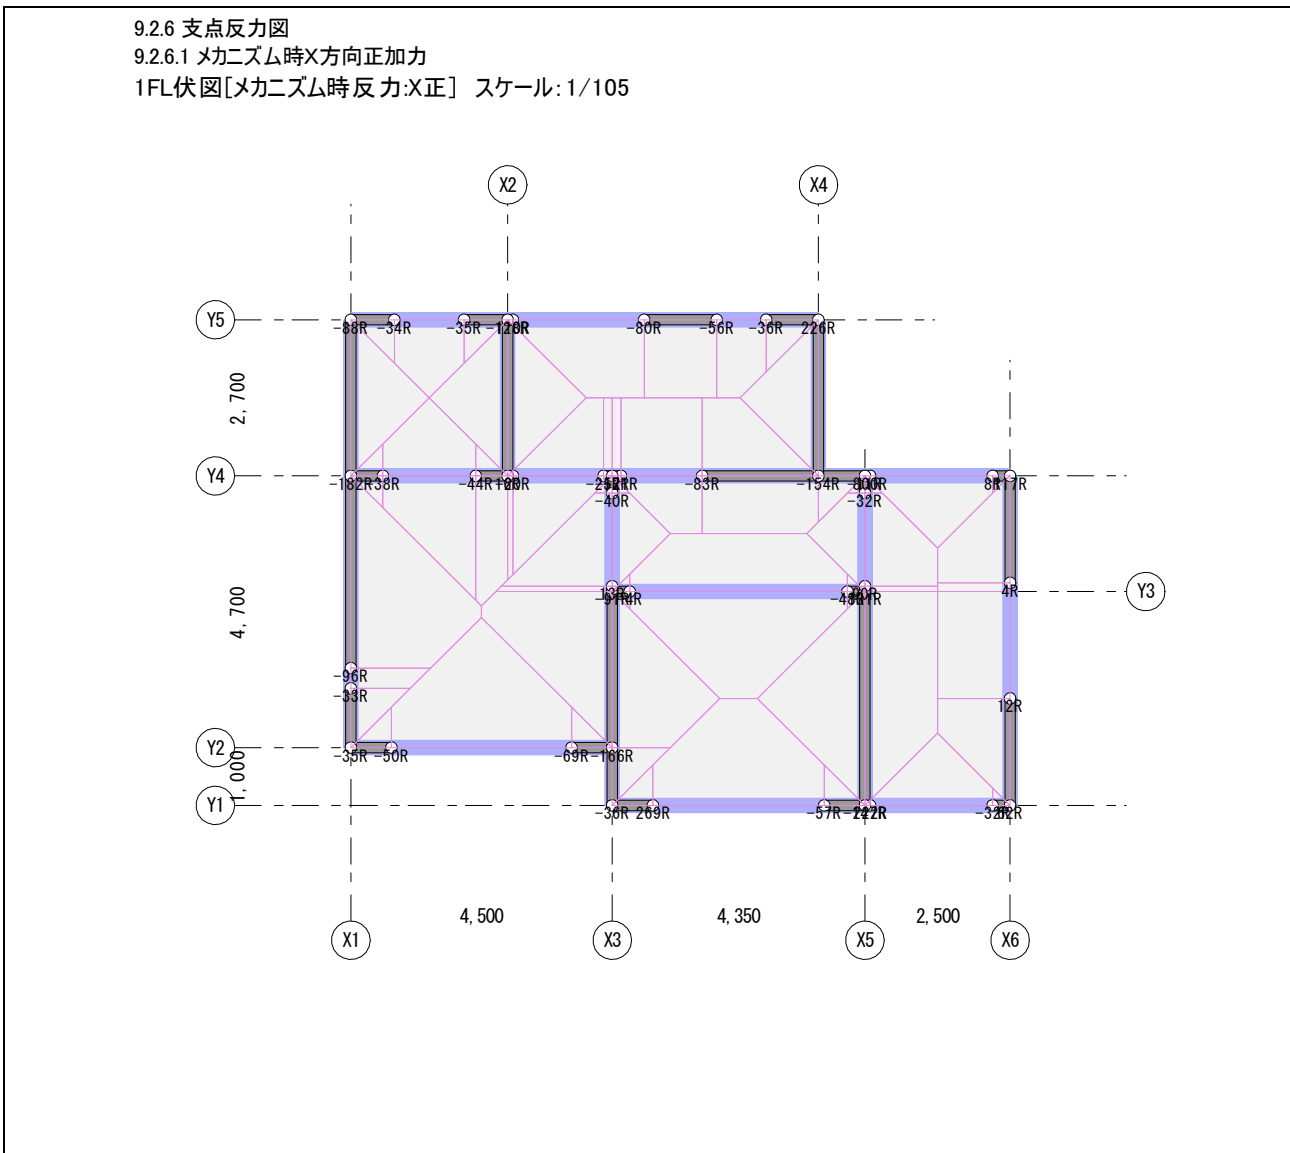 9.2.6 支点反力図
9.2.6.1 メカニズム時X方向正加力
1FL伏図[メカニズム時反力:X正] スケール:1/105
X2 X4
Y5
-88R -34R -35R -80R -56R -36R 226R
2,700
Y4
-182R -38R -44R -83R -154R 117R
-40R -32R
4R Y3
4,700
-96R
-33R
12R
Y2
-35R -50R -69R -166R
1,000
Y1
-36R 269R -57R
4,500 4,350 2,500
X1 X3 X5 X6